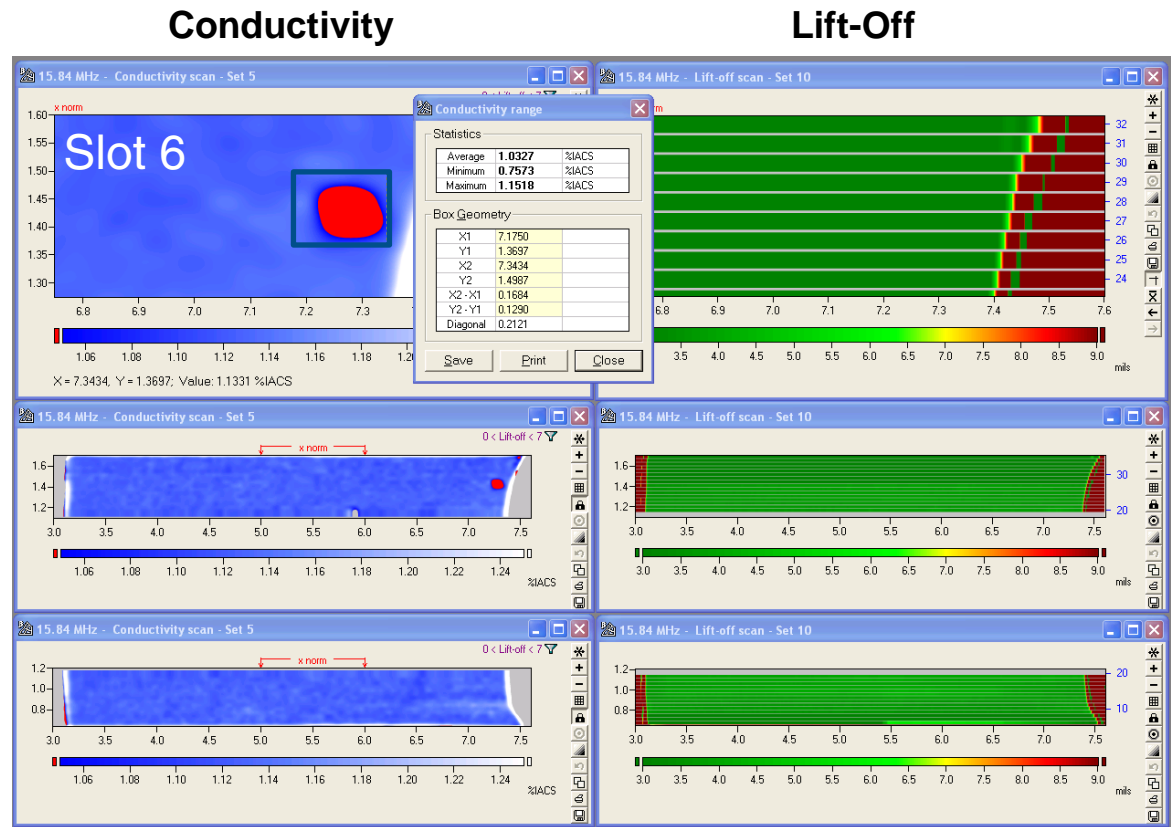 Conductivity
Lift-Off
15.84 MHz - Conductivity scan - Set 5
x norm
1.60
1.55
1.50
1.45
1.40
1.35
1.30
Slot 6
6.8 6.9 7.0 7.1 7.2 7.3
1.06 1.08 1.10 1.12 1.14 1.16 1.18
X = 7.3434, Y = 1.3697; Value: 1.1331 %IACS
Conductivity range
Statistics
Average 1.0327 %IACS
Minimum 0.7573 %IACS
Maximum 1.1518 %IACS
Box Geometry
X1 7.1750
Y1 1.3697
X2 7.3434
Y2 1.4987
X2 - X1 0.1684
Y2 - Y1 0.1290
Diagonal 0.2121
Save Print Close
15.84 MHz - Lift-off scan - Set 10
32
31
30
29
28
27
26
25
24
6.8 6.9 7.0 7.1 7.2 7.3 7.4 7.5 7.6
3.5 4.0 4.5 5.0 5.5 6.0 6.5 7.0 7.5 8.0 8.5 9.0
mils
15.84 MHz - Conductivity scan - Set 5
0 < Lift-off < 7
x norm
1.6
1.4
1.2
3.0 3.5 4.0 4.5 5.0 5.5 6.0 6.5 7.0 7.5
1.06 1.08 1.10 1.12 1.14 1.16 1.18 1.20 1.22 1.24
%IACS
15.84 MHz - Lift-off scan - Set 10
1.6
1.4
1.2
30
20
3.0 3.5 4.0 4.5 5.0 5.5 6.0 6.5 7.0 7.5
3.0 3.5 4.0 4.5 5.0 5.5 6.0 6.5 7.0 7.5 8.0 8.5 9.0
mils
15.84 MHz - Conductivity scan - Set 5
0 < Lift-off < 7
x norm
1.2
1.0
0.8
3.0 3.5 4.0 4.5 5.0 5.5 6.0 6.5 7.0 7.5
1.06 1.08 1.10 1.12 1.14 1.16 1.18 1.20 1.22 1.24
%IACS
15.84 MHz - Lift-off scan - Set 10
1.2
1.0
0.8
20
10
3.0 3.5 4.0 4.5 5.0 5.5 6.0 6.5 7.0 7.5
3.0 3.5 4.0 4.5 5.0 5.5 6.0 6.5 7.0 7.5 8.0 8.5 9.0
mils